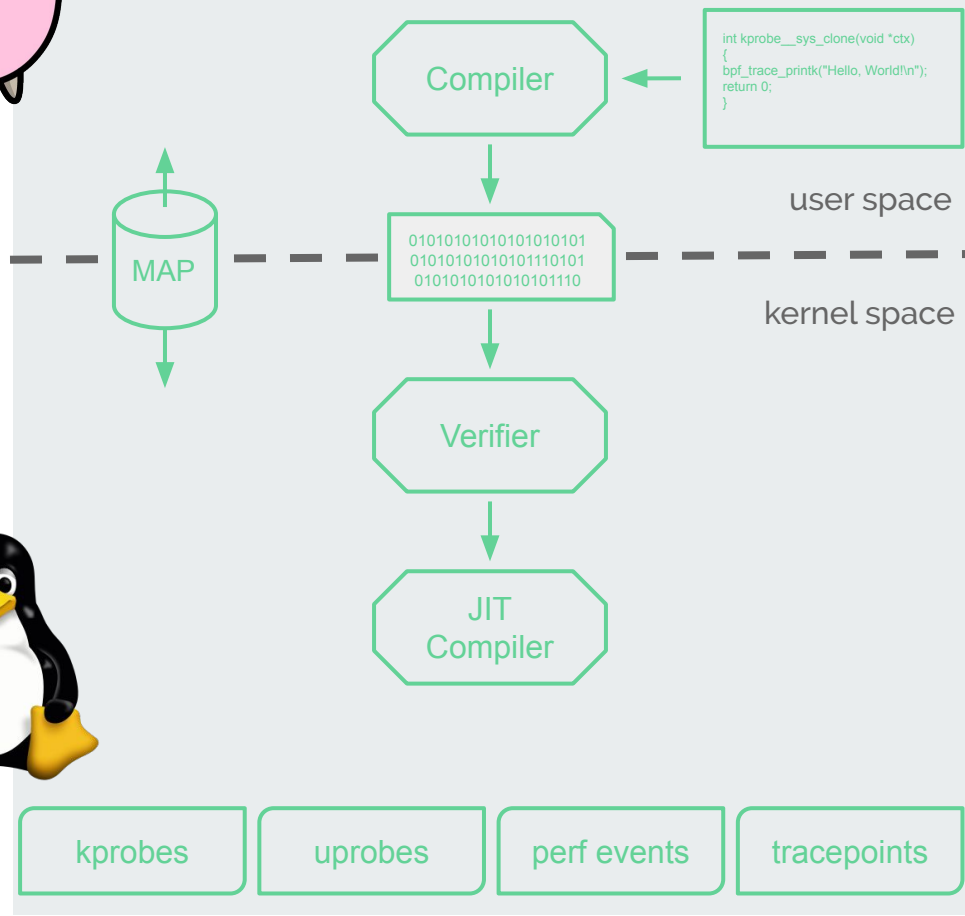 Compiler
int kprobe__sys_clone(void *ctx)
{
bpf_trace_printk("Hello, World!\n");
return 0;
}
user space
01010101010101010101
01010101010101110101
0101010101010101110
MAP
kernel space
Verifier
JIT
Compiler
kprobes
uprobes
perf events
tracepoints